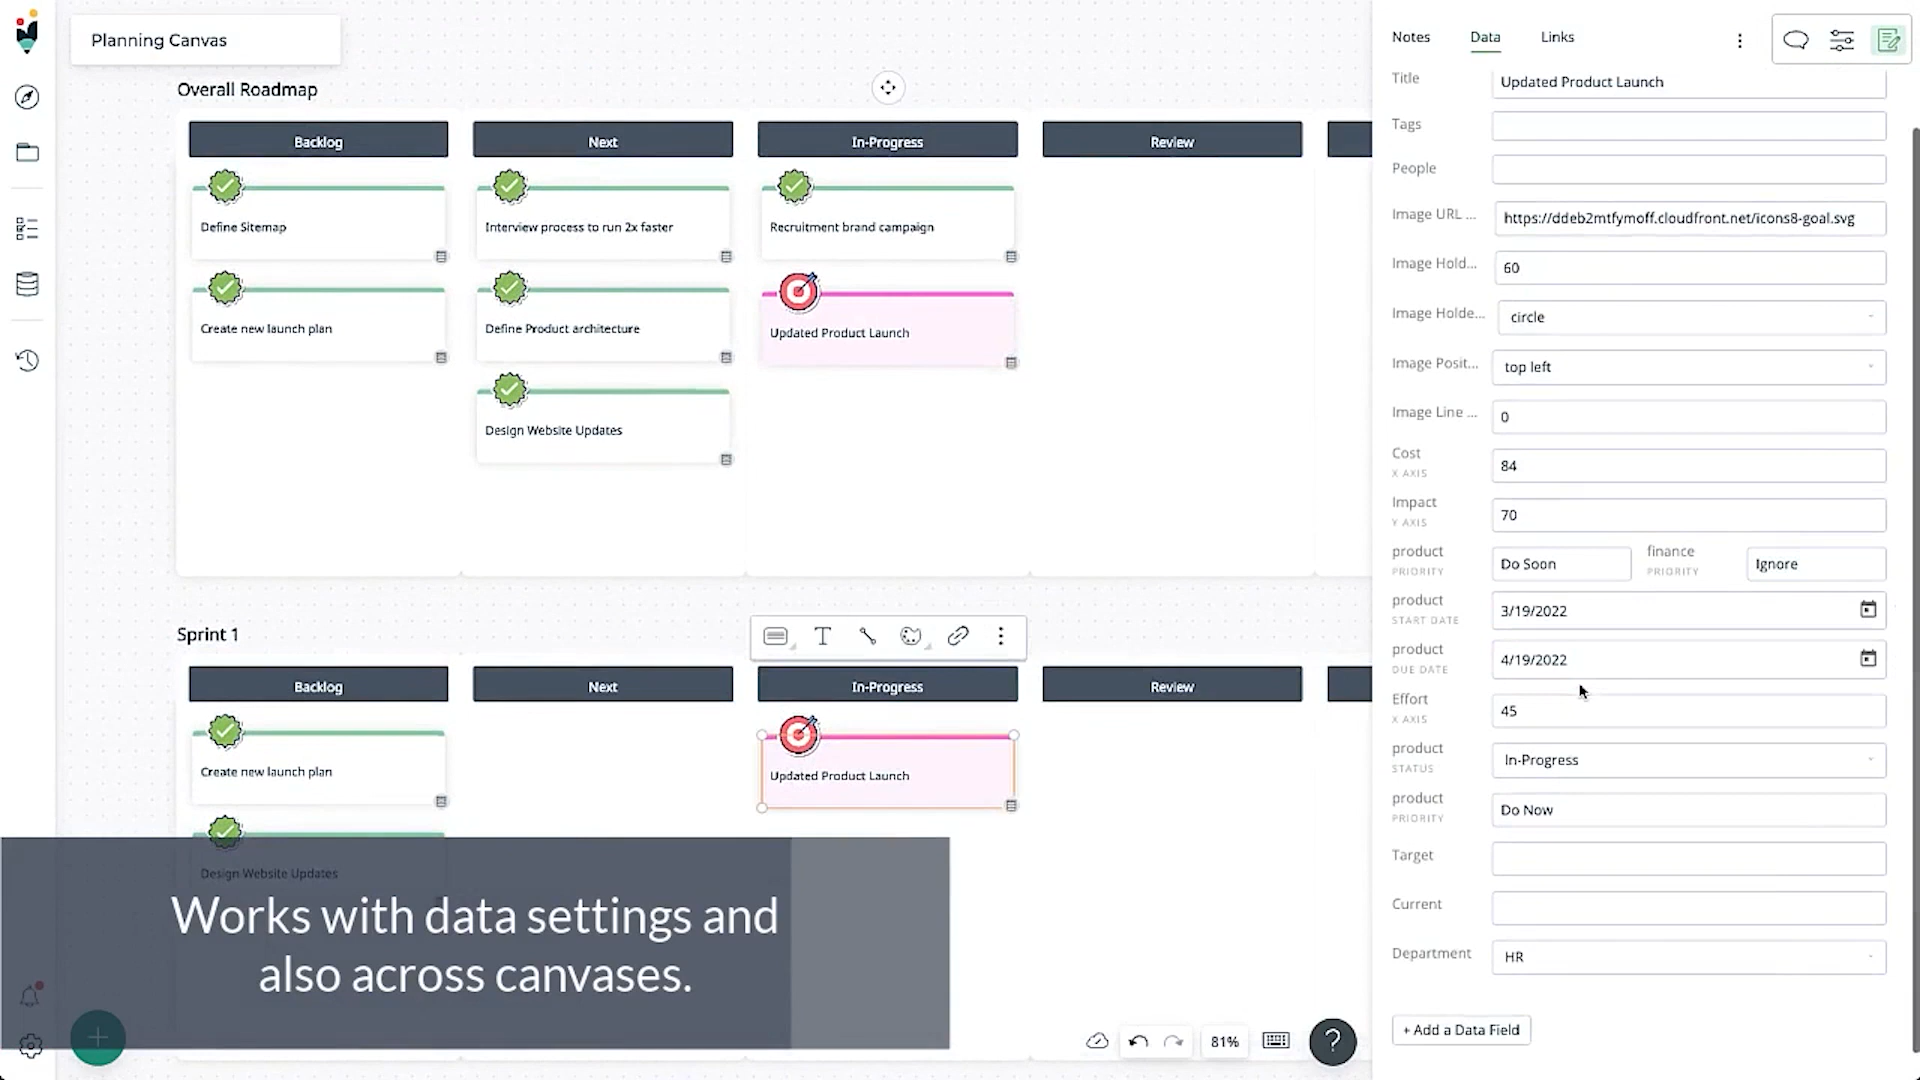 Planning Canvas
Overall Roadmap
Backlog
Next
In-Progress
Review
Define Sitemap
Interview process to run 2x faster
Recruitment brand campaign
Create new launch plan
Define Product architecture
Updated Product Launch
Design Website Updates
Sprint 1
Backlog
Next
In-Progress
Review
Create new launch plan
Updated Product Launch
Design Website Updates
Works with data settings and
also across canvases.
81%
?
Notes
Data
Links
Title
Updated Product Launch
Tags
People
Image URL ...
https://ddeb2mtfymoff.cloudfront.net/icons8-goal.svg
Image Hold...
60
Image Holde...
circle
Image Posit...
top left
Image Line ...
0
Cost
X AXIS
84
Impact
Y AXIS
70
product
PRIORITY
Do Soon
finance
PRIORITY
Ignore
product
START DATE
3/19/2022
product
DUE DATE
4/19/2022
Effort
X AXIS
45
product
STATUS
In-Progress
product
PRIORITY
Do Now
Target
Current
Department
HR
+ Add a Data Field